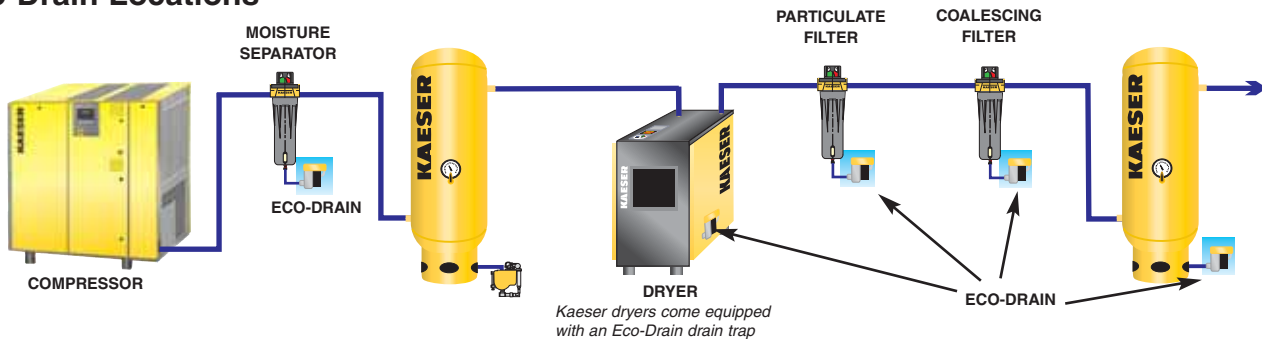 Drain Locations
MOISTURE
SEPARATOR
PARTICULATE
FILTER
COALESCING
FILTER
KAESER
KAESER
KAESER
KAESER
KAESER
ECO-DRAIN
COMPRESSOR
DRYER
Kaeser dryers come equipped
with an Eco-Drain drain trap
ECO-DRAIN